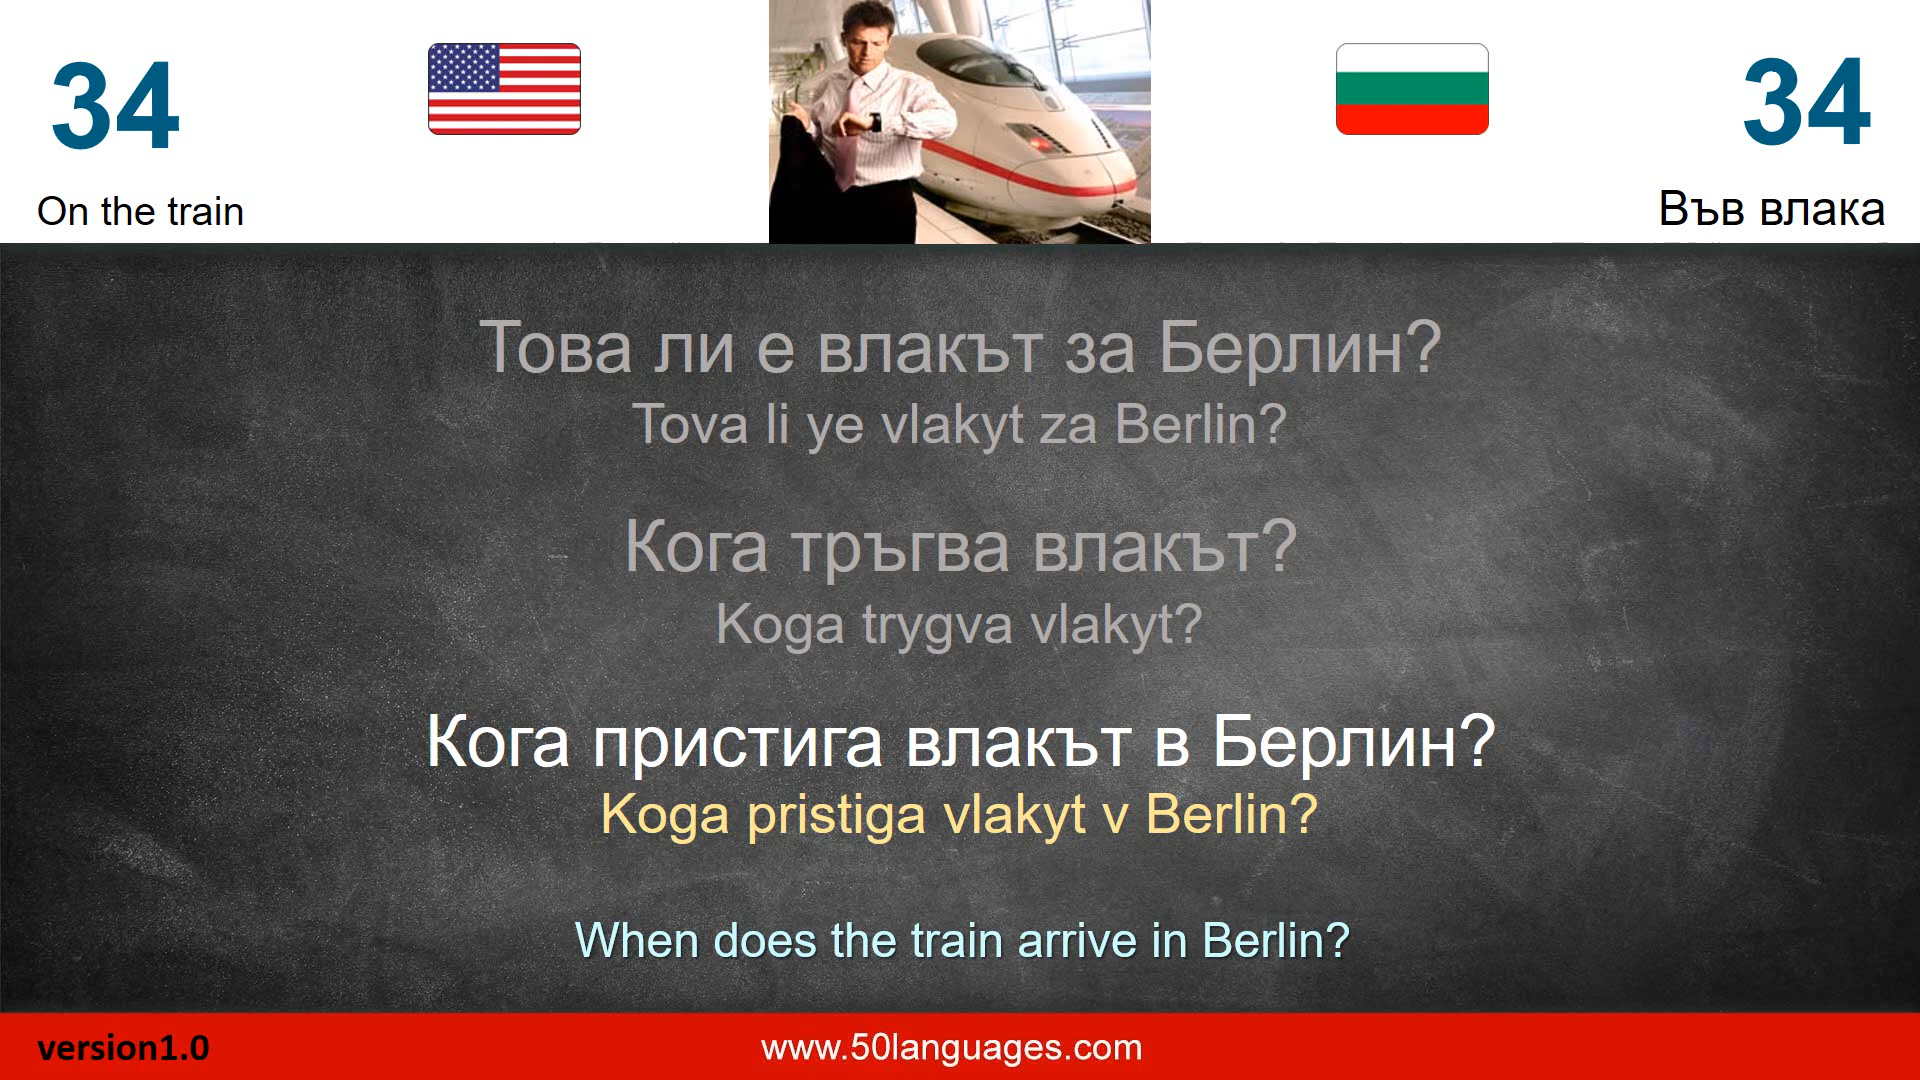 34
34
On the train
Във влака
Това ли е влакът за Берлин?
Tova li ye vlakyt za Berlin?
Кога тръгва влакът?
Koga trygva vlakyt?
Кога пристига влакът в Берлин?
Koga pristiga vlakyt v Berlin?
When does the train arrive in Berlin?
version1.0
www.50languages.com